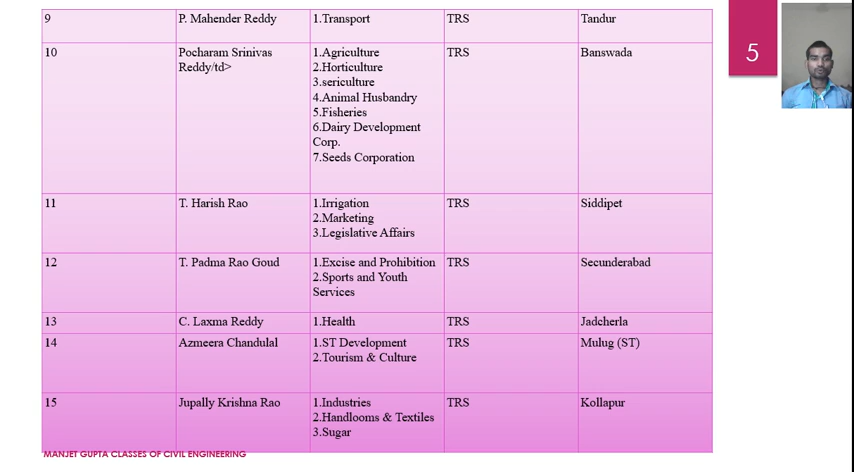 9 P. Mahender Reddy 1.Transport TRS Tandur
10 Pocharam Srinivas 1.Agriculture TRS Banswada
Reddy/td> 2.Horticulture
3.sericulture
4.Animal Husbandry
5.Fisheries
6.Dairy Development
Corp.
7.Seeds Corporation
11 T. Harish Rao 1.Irrigation TRS Siddipet
2.Marketing
3.Legislative Affairs
12 T. Padma Rao Goud 1.Excise and Prohibition TRS Secunderabad
2.Sports and Youth
Services
13 C. Laxma Reddy 1.Health TRS Jadcherla
14 Azmeera Chandulal 1.ST Development TRS Mulug (ST)
2.Tourism & Culture
15 Jupally Krishna Rao 1.Industries TRS Kollapur
2.Handlooms & Textiles
3.Sugar
MANJET GUPTA CLASSES OF CIVIL ENGINEERING
5